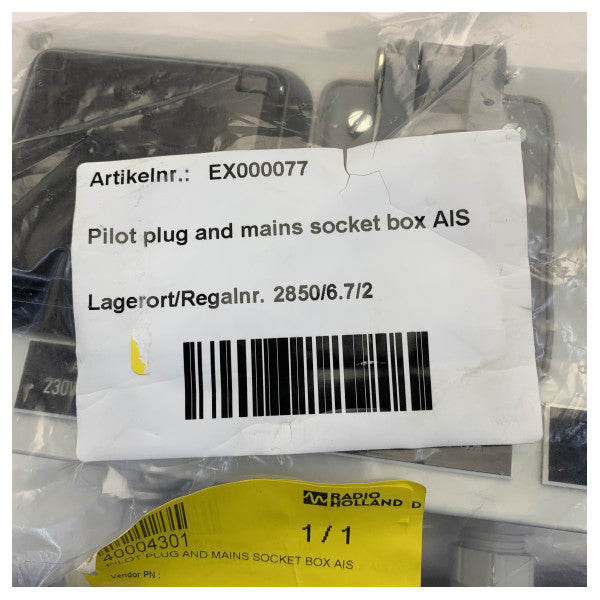 Artikelnr.: EX000077
Pilot plug and mains socket box AIS
Lagerort/Regalnr. 2850/6.7/2
230V
RADIO
HOLLAND D
40004301
1 / 1
PILOT PLUG AND MAINS SOCKET BOX AIS
Vendor PN :